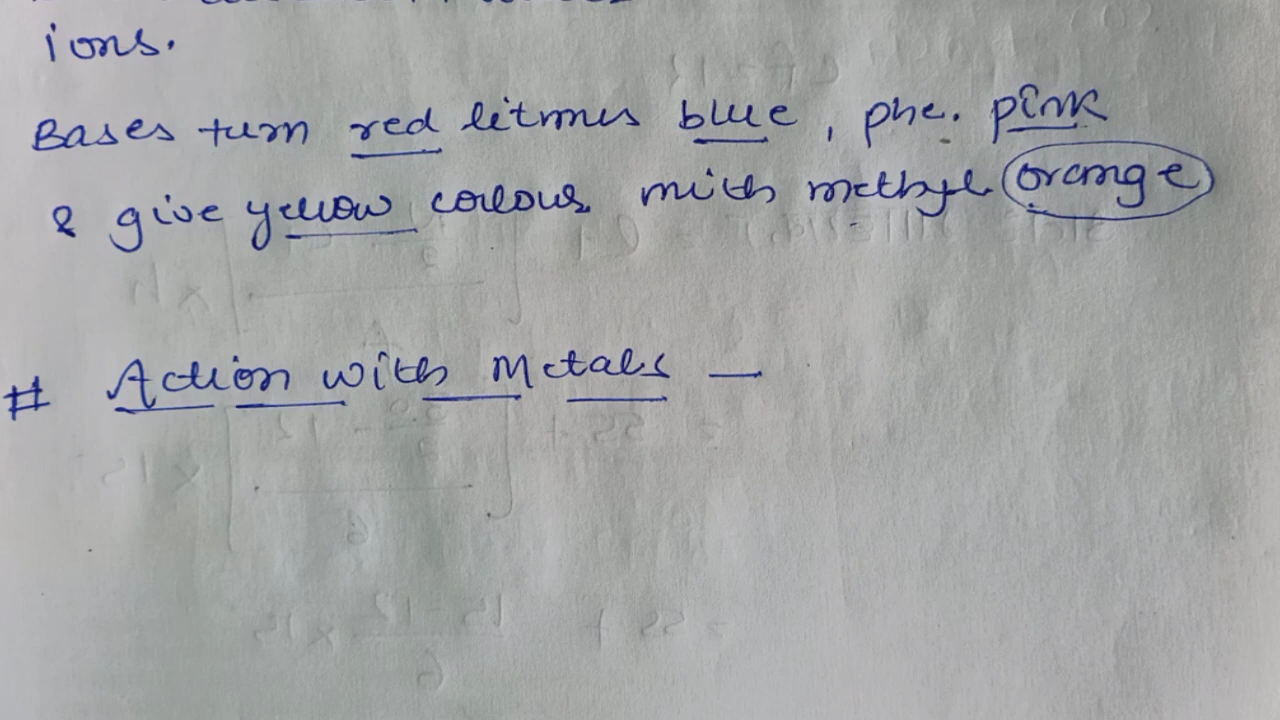 ions.
Bases turn red litmus blue, phe. pink
& give yellow colour with methyl orange
# Action with Metals —